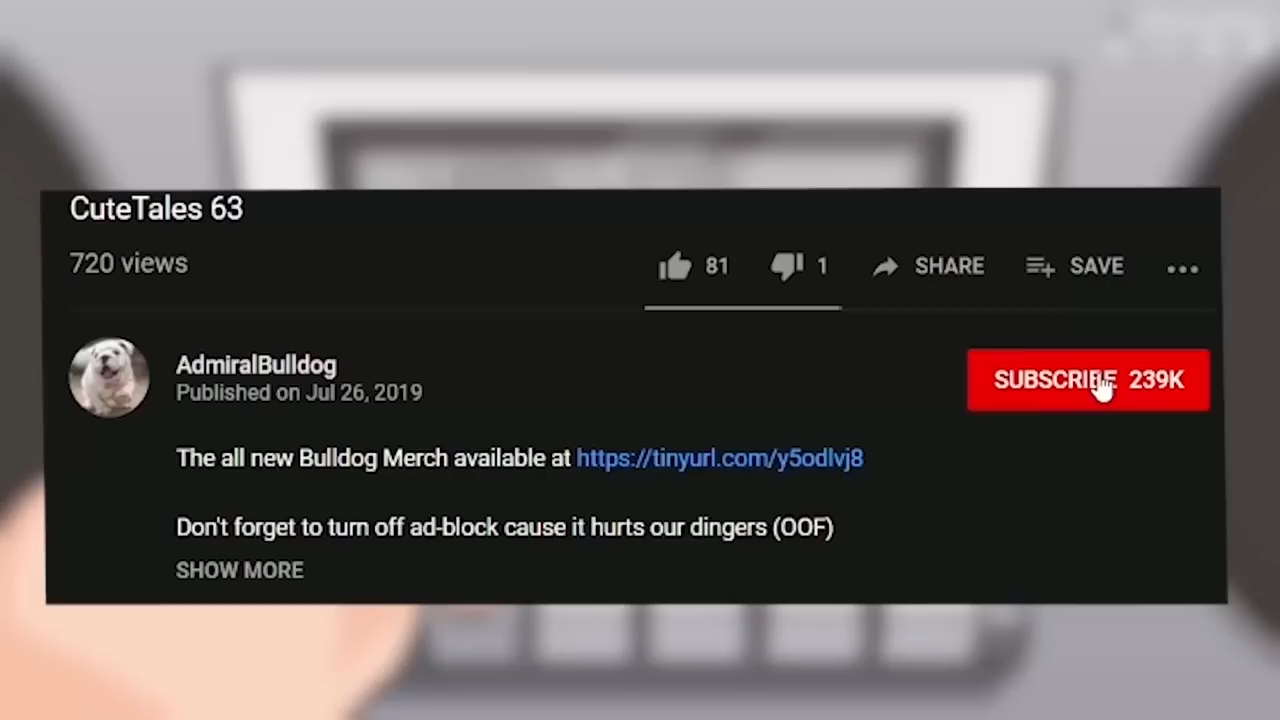 CuteTales 63
720 views
81
1
SHARE
SAVE
AdmiralBulldog
Published on Jul 26, 2019
SUBSCRIBE 239K
The all new Bulldog Merch available at https://tinyurl.com/y5odlvj8
Don't forget to turn off ad-block cause it hurts our dingers (OOF)
SHOW MORE